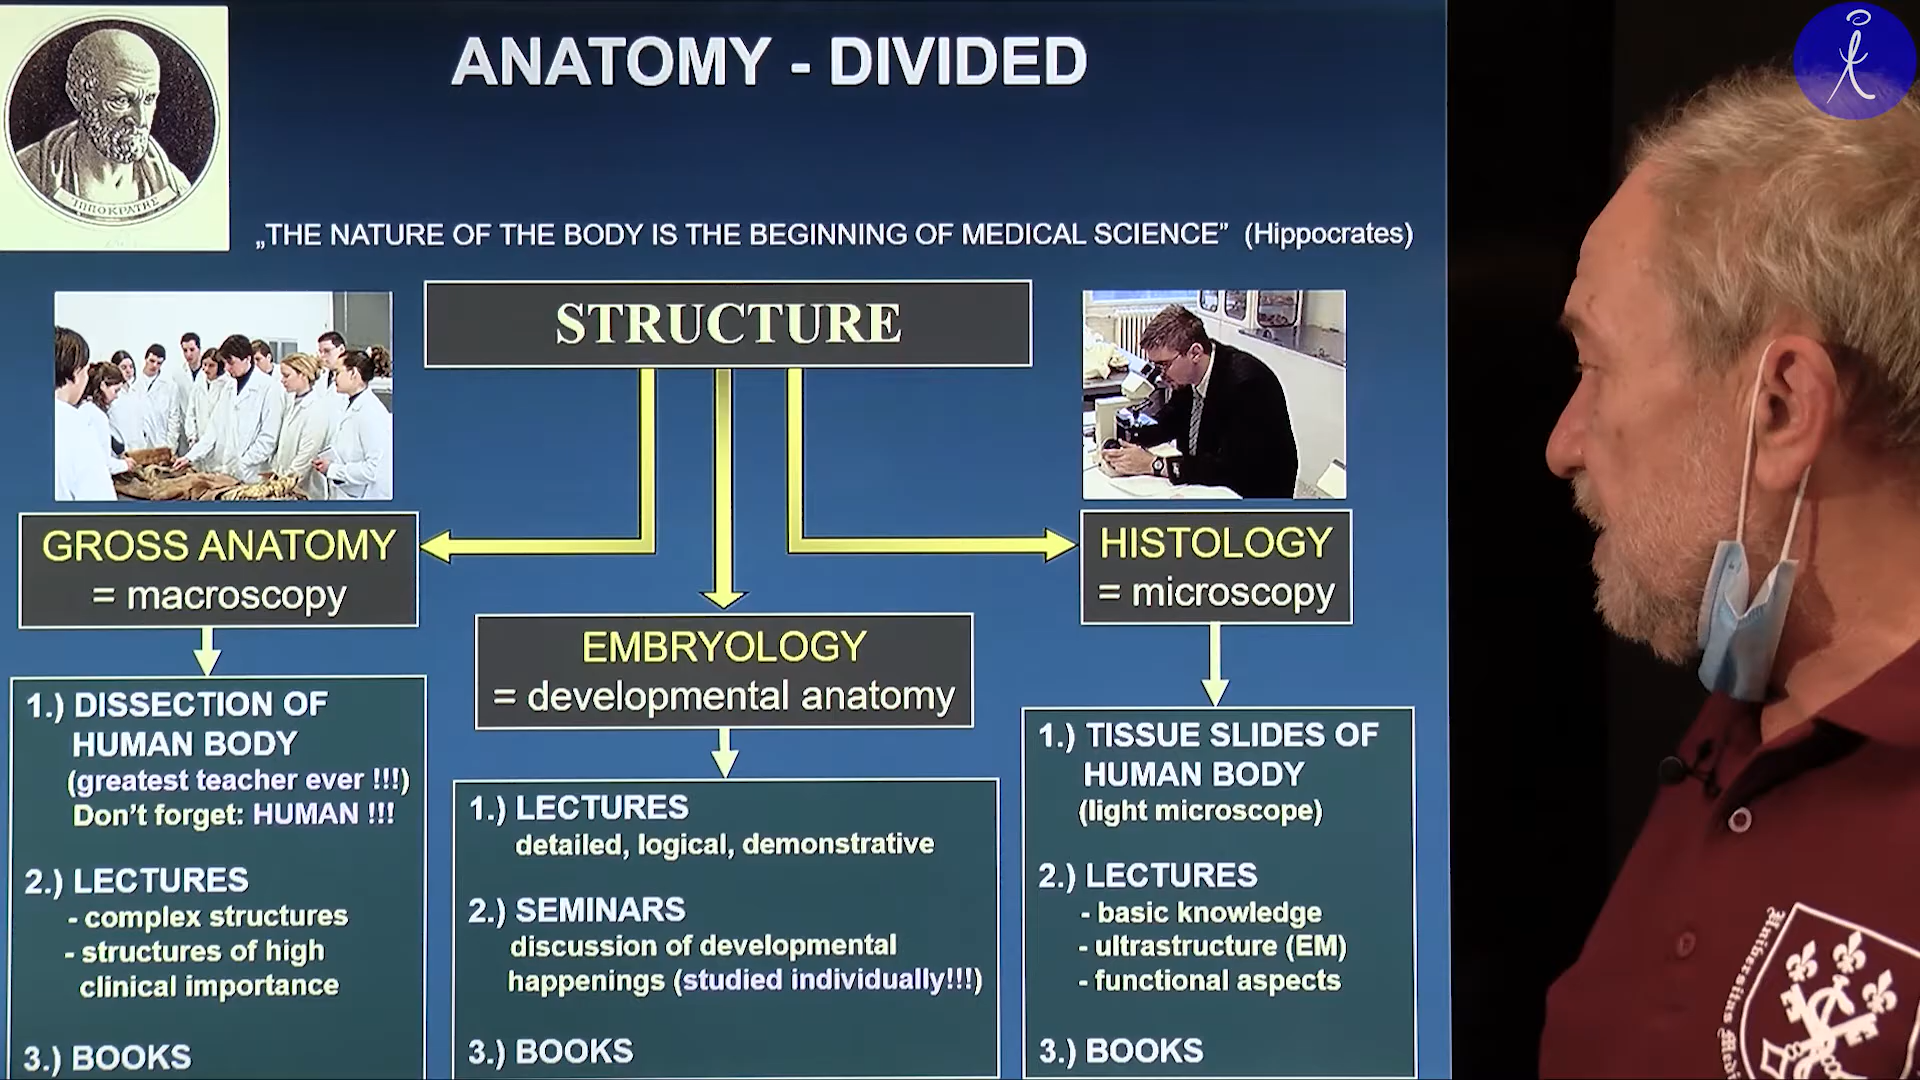 ANATOMY - DIVIDED
ἹΠΠΟΚΡΑΤΗΣ
„THE NATURE OF THE BODY IS THE BEGINNING OF MEDICAL SCIENCE” (Hippocrates)
STRUCTURE
GROSS ANATOMY
= macroscopy
HISTOLOGY
= microscopy
EMBRYOLOGY
= developmental anatomy
1.) DISSECTION OF
HUMAN BODY
(greatest teacher ever !!!)
Don't forget: HUMAN !!!
2.) LECTURES
- complex structures
- structures of high
clinical importance
3.) BOOKS
1.) LECTURES
detailed, logical, demonstrative
2.) SEMINARS
discussion of developmental
happenings (studied individually!!!)
3.) BOOKS
1.) TISSUE SLIDES OF
HUMAN BODY
(light microscope)
2.) LECTURES
- basic knowledge
- ultrastructure (EM)
- functional aspects
3.) BOOKS
Universitas